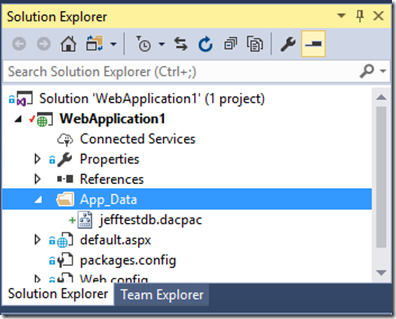 Solution Explorer
Search Solution Explorer (Ctrl+;)
Solution 'WebApplication1' (1 project)
WebApplication1
Connected Services
Properties
References
App_Data
jefftestdb.dacpac
default.aspx
packages.config
Web.config
Solution Explorer
Team Explorer